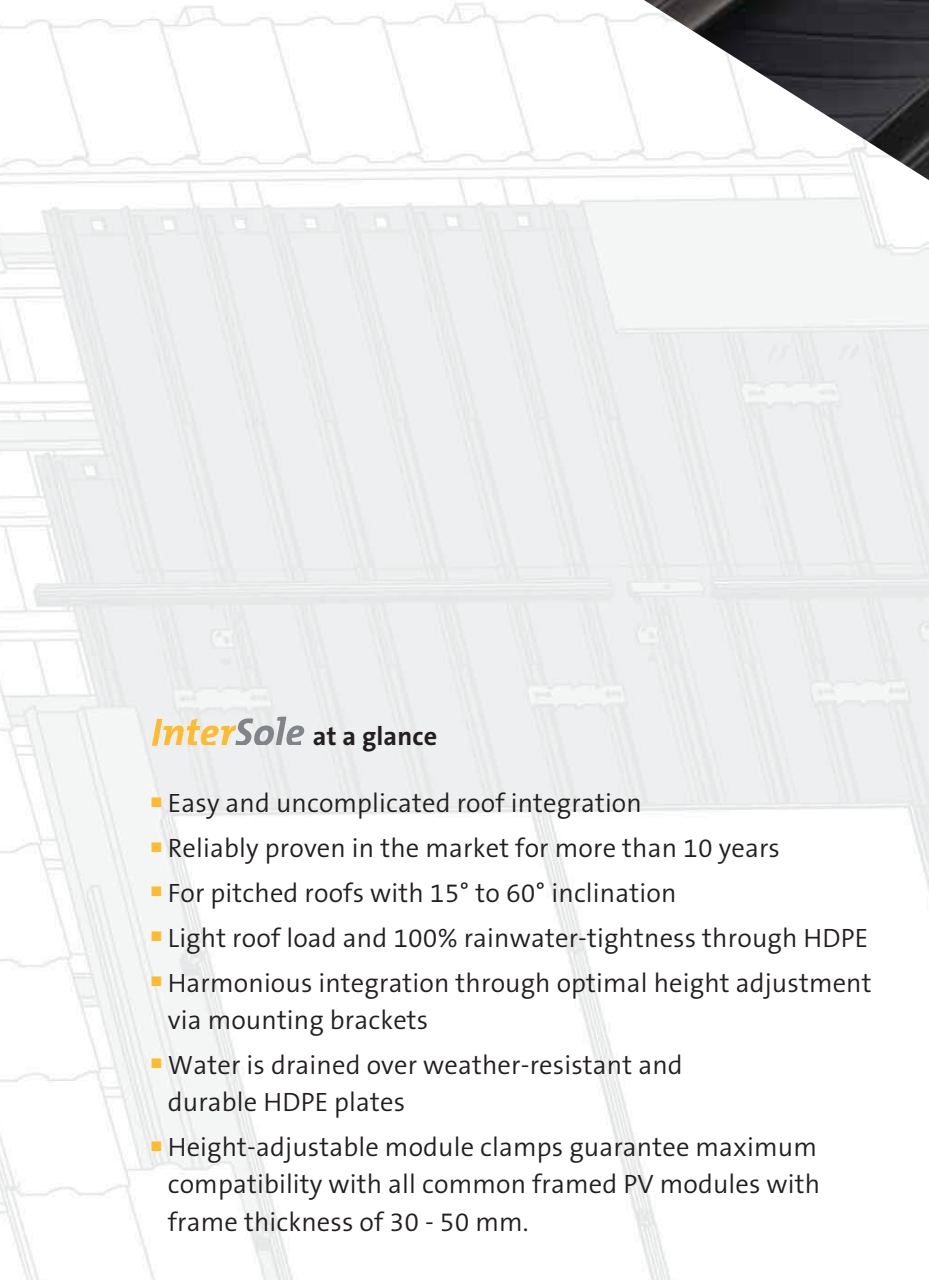 InterSole at a glance
▪ Easy and uncomplicated roof integration
▪ Reliably proven in the market for more than 10 years
▪ For pitched roofs with 15° to 60° inclination
▪ Light roof load and 100% rainwater-tightness through HDPE
▪ Harmonious integration through optimal height adjustment
via mounting brackets
▪ Water is drained over weather-resistant and
durable HDPE plates
▪ Height-adjustable module clamps guarantee maximum
compatibility with all common framed PV modules with
frame thickness of 30 - 50 mm.